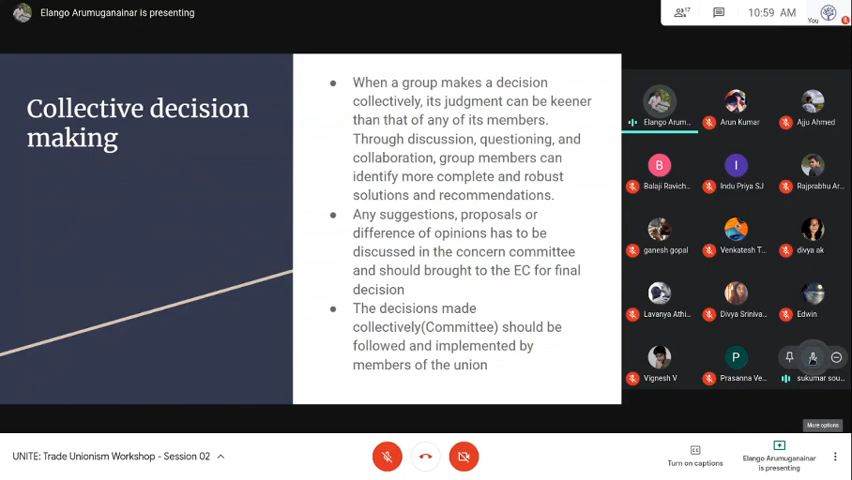 Elango Arumuganainar is presenting
17
10:59 AM
You
Collective decision
making
● When a group makes a decision
collectively, its judgment can be keener
than that of any of its members.
Through discussion, questioning, and
collaboration, group members can
identify more complete and robust
solutions and recommendations.
● Any suggestions, proposals or
difference of opinions has to be
discussed in the concern committee
and should brought to the EC for final
decision
● The decisions made
collectively(Committee) should be
followed and implemented by
members of the union
Elango Arum...
Arun Kumar
Ajju Ahmed
B
I
Balaji Ravich...
Indu Priya SJ
Rajprabhu Ar...
ganesh gopal
Venkatesh T...
divya ak
Lavanya Athi...
Divya Sriniva...
Edwin
P
Vignesh V
Prasanna Ve...
sukumar sou...
More options
UNITE: Trade Unionism Workshop - Session 02
Turn on captions
Elango Arumuganainar
is presenting